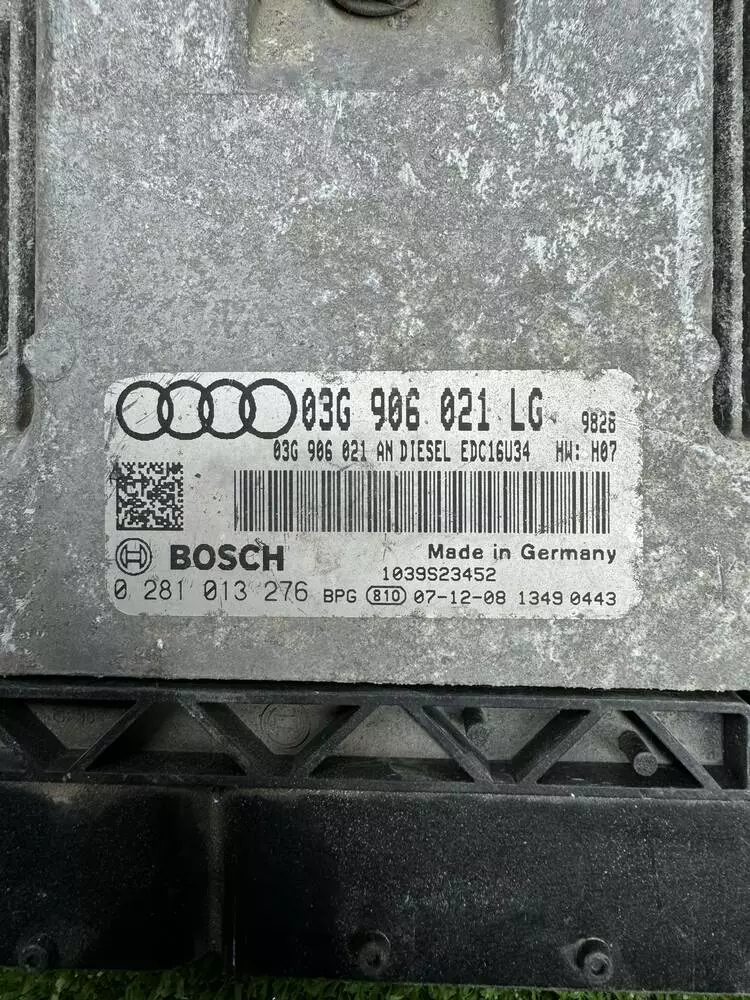 03G 906 021 LG 9826
03G 906 021 AN DIESEL EDC16U34 HW: H07
BOSCH Made in Germany
1039S23452
0 281 013 276 BPG 810 07-12-08 1349 0443